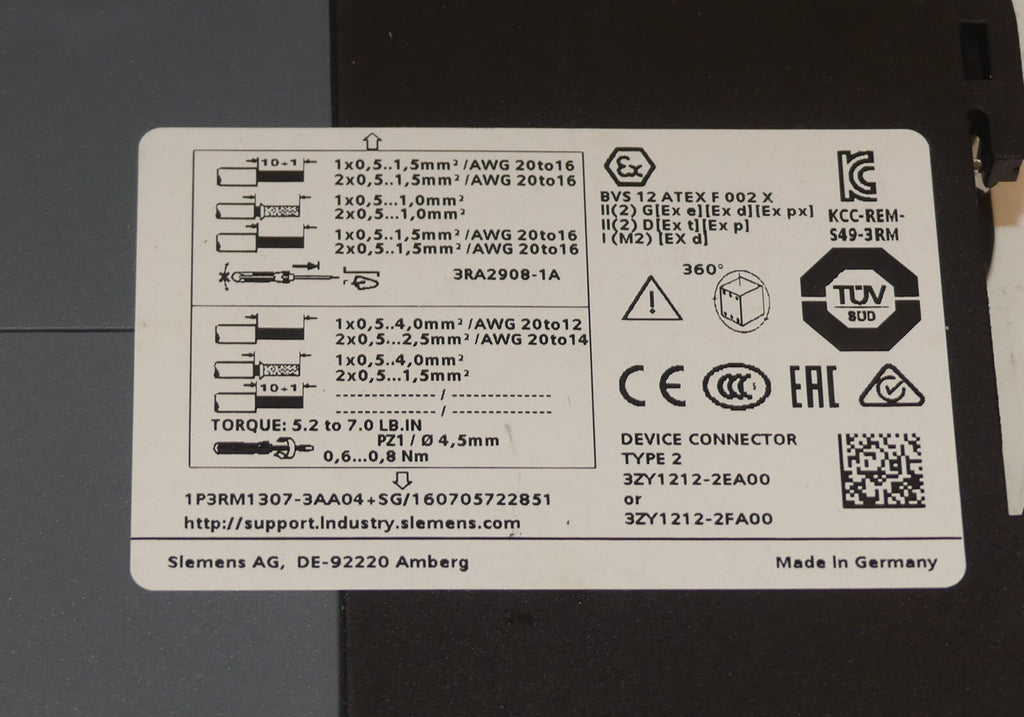 10+1
1x0,5..1,5mm² /AWG 20to16
2x0,5..1,5mm² /AWG 20to16
1x0,5...1,0mm²
2x0,5...1,0mm²
1x0,5..1,5mm² /AWG 20to16
2x0,5..1,5mm² /AWG 20to16
3RA2908-1A
1x0,5..4,0mm² /AWG 20to12
2x0,5...2,5mm² /AWG 20to14
1x0,5..4,0mm²
2x0,5...1,5mm²
10+1
--------------- / ---------------
--------------- / ---------------
TORQUE: 5.2 to 7.0 LB.IN
PZ1 / Ø 4,5mm
0,6...0,8 Nm
1P3RM1307-3AA04+SG/160705722851
http://support.Industry.siemens.com
Ex
BVS 12 ATEX F 002 X
II(2) G[Ex e][Ex d][Ex px]
II(2) D[Ex t][Ex p]
I (M2) [EX d]
KC
KCC-REM-
S49-3RM
360°
TÜV
SÜD
CE CCC EAC
DEVICE CONNECTOR
TYPE 2
3ZY1212-2EA00
or
3ZY1212-2FA00
Siemens AG, DE-92220 Amberg
Made in Germany